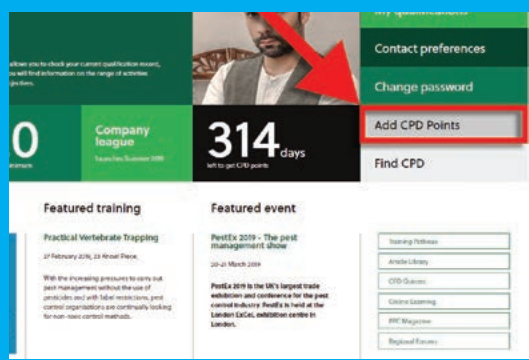 My qualifications
allows you to check your current qualification record,
you will find information on the range of activities
Contact preferences
Change password
0
Company
league
Launches Summer 2019
314 days
left to get CPD points
Add CPD Points
Find CPD
Featured training
Practical Vertebrate Trapping
With the increasing pressures to carry out
pest management without the use of
pesticides and with label restrictions, pest
control organisations are continually looking
for non-toxic control methods.
Featured event
PestEx 2019 - The pest
management show
20-21 March 2019
PestEx 2019 is the UK's largest trade
exhibition and conference for the pest
control industry. PestEx is held at the
London ExCel, exhibition centre in
London.
Training Pathway
Article Library
CPD Quizzes
Online Learning
PPC Magazine
Regional Forums